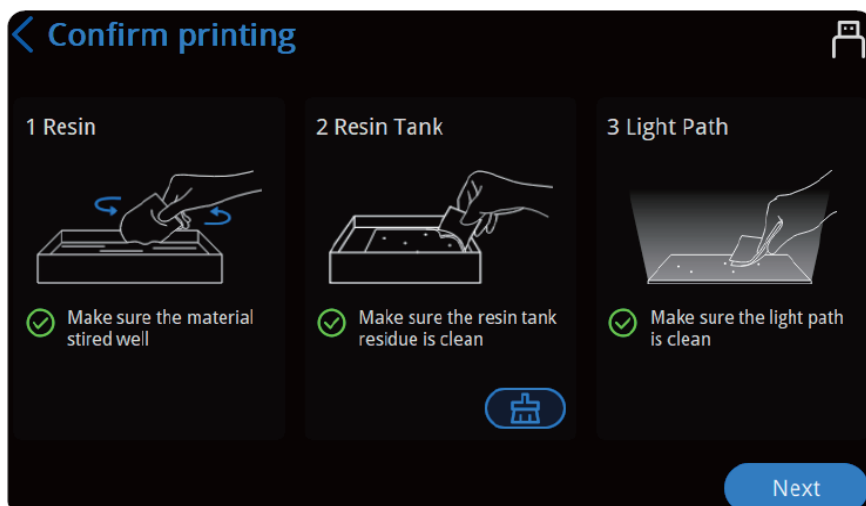 Confirm printing
1 Resin
Make sure the material
stired well
2 Resin Tank
Make sure the resin tank
residue is clean
3 Light Path
Make sure the light path
is clean
Next